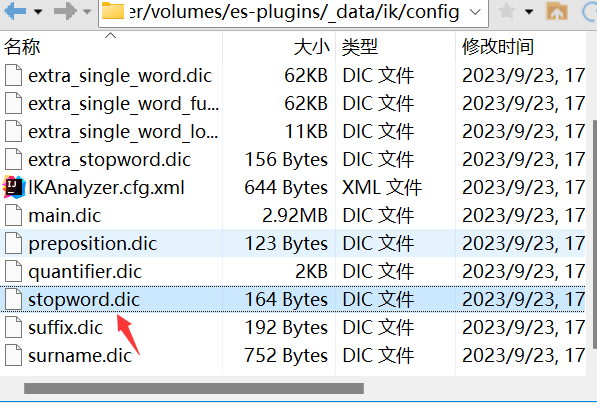 er/volumes/es-plugins/_data/ik/config
名称 大小 类型 修改时间
extra_single_word.dic 62KB DIC 文件 2023/9/23, 17
extra_single_word_fu... 62KB DIC 文件 2023/9/23, 17
extra_single_word_lo... 11KB DIC 文件 2023/9/23, 17
extra_stopword.dic 156 Bytes DIC 文件 2023/9/23, 17
IKAnalyzer.cfg.xml 644 Bytes XML 文件 2023/9/23, 17
main.dic 2.92MB DIC 文件 2023/9/23, 17
preposition.dic 123 Bytes DIC 文件 2023/9/23, 17
quantifier.dic 2KB DIC 文件 2023/9/23, 17
stopword.dic 164 Bytes DIC 文件 2023/9/23, 17
suffix.dic 192 Bytes DIC 文件 2023/9/23, 17
surname.dic 752 Bytes DIC 文件 2023/9/23, 17